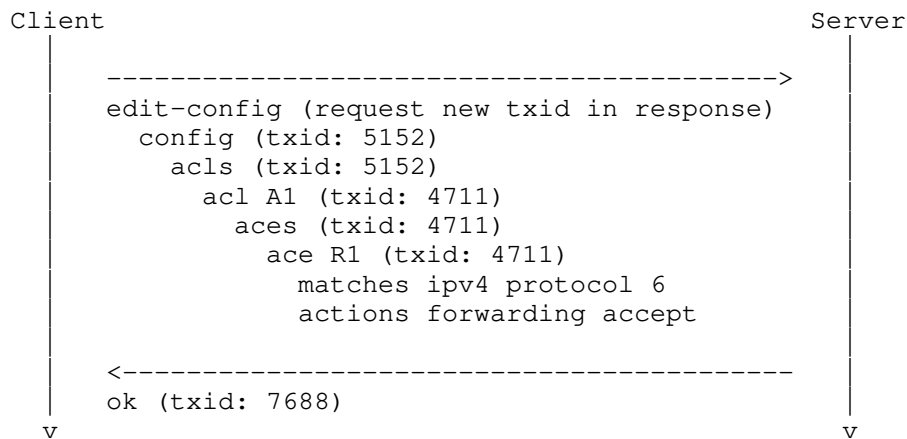 Client Server
------------------------------------------>
edit-config (request new txid in response)
config (txid: 5152)
acls (txid: 5152)
acl A1 (txid: 4711)
aces (txid: 4711)
ace R1 (txid: 4711)
matches ipv4 protocol 6
actions forwarding accept
<------------------------------------------
ok (txid: 7688)
v v